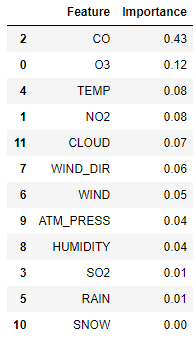 Feature Importance
2 CO 0.43
0 O3 0.12
4 TEMP 0.08
1 NO2 0.08
11 CLOUD 0.07
7 WIND_DIR 0.06
6 WIND 0.05
9 ATM_PRESS 0.04
8 HUMIDITY 0.04
3 SO2 0.01
5 RAIN 0.01
10 SNOW 0.00